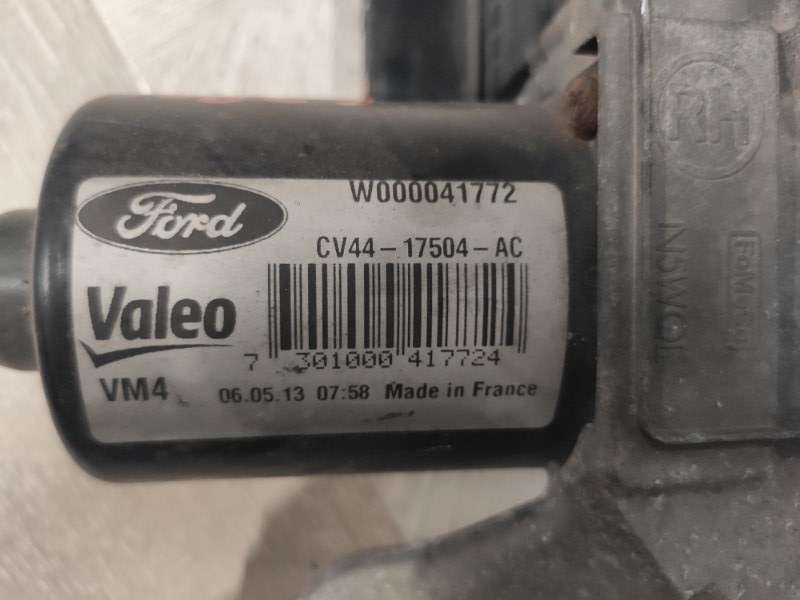 Ford
W000041772
CV44-17504-AC
Valeo
7 301000 417724
VM4
06.05.13 07:58 Made in France
RH
FoMoCo